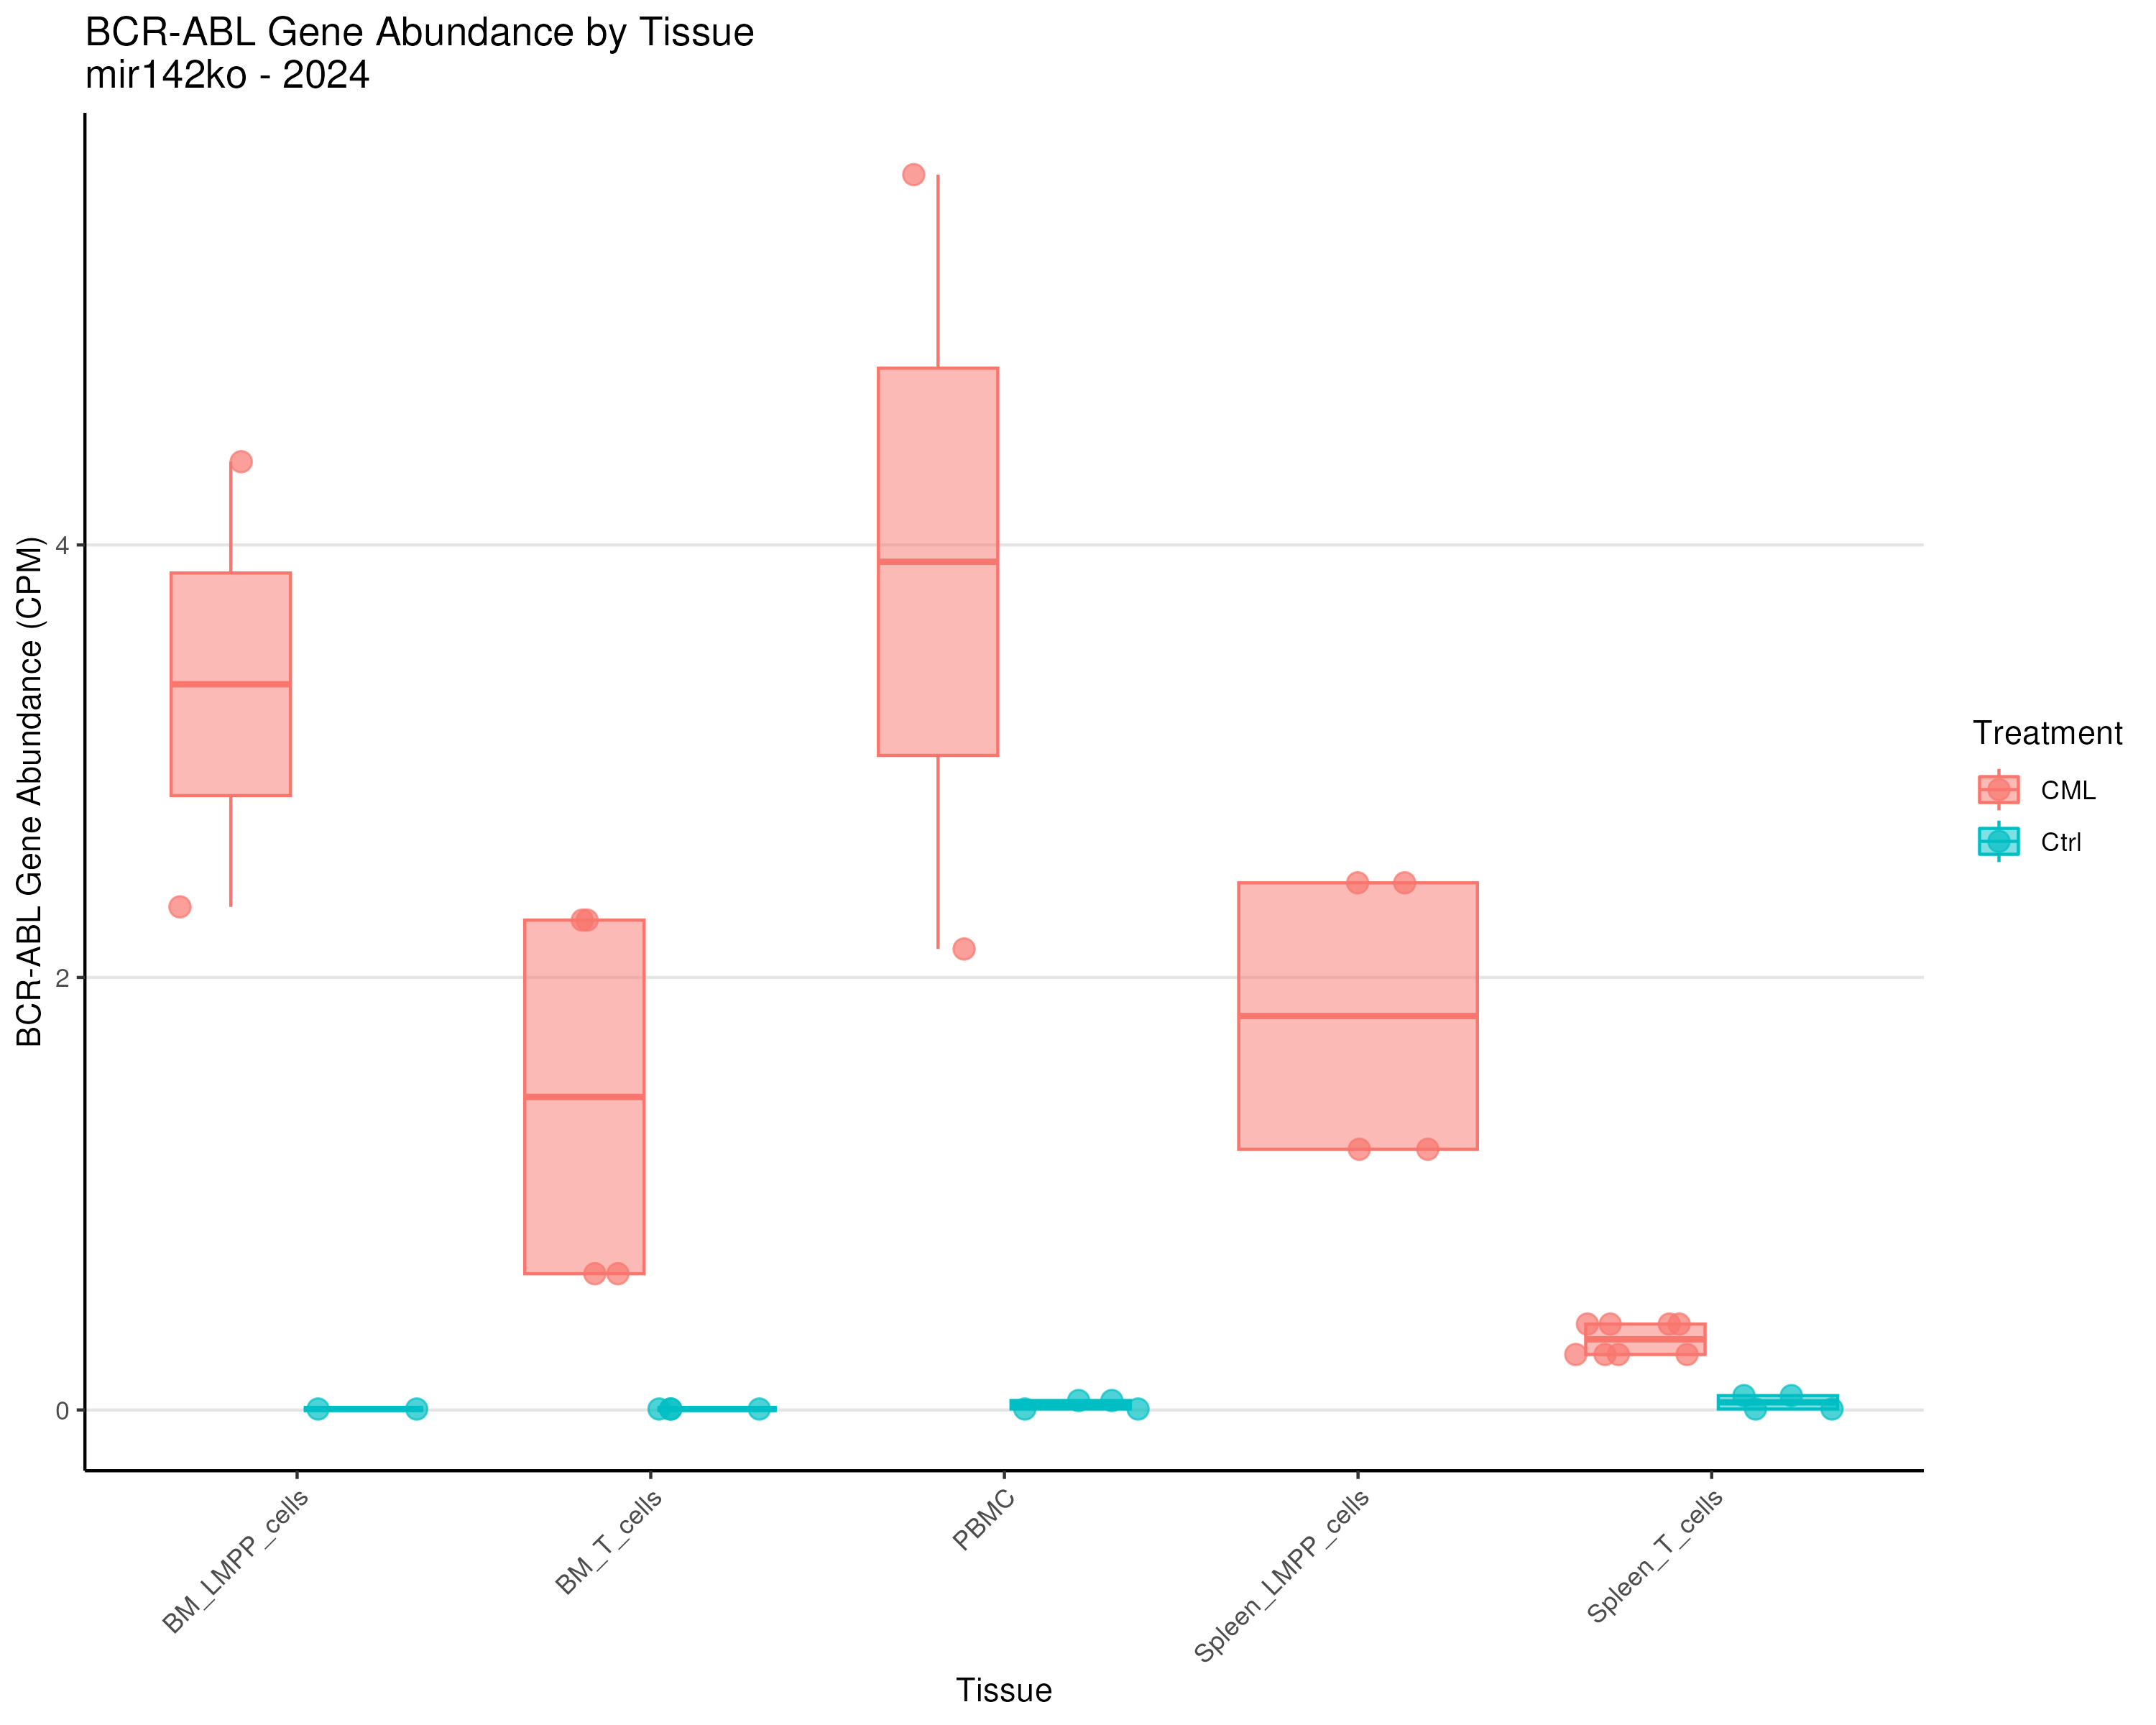 BCR-ABL Gene Abundance by Tissue
mir142ko - 2024
BCR-ABL Gene Abundance (CPM)
4
2
0
BM_LMPP_cells
BM_T_cells
PBMC
Spleen_LMPP_cells
Spleen_T_cells
Tissue
Treatment
CML
Ctrl